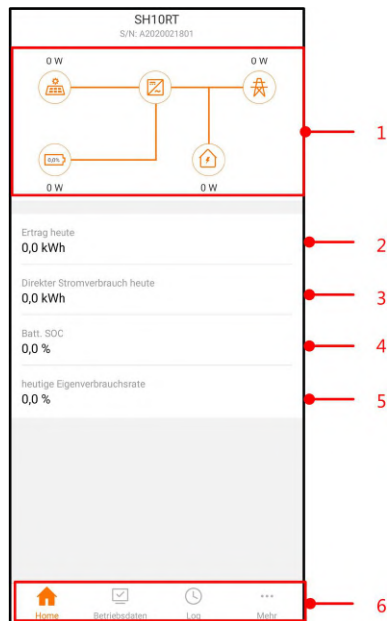 SH10RT
S/N: A2020021801
0 W
0 W
0,0%
0 W
0 W
1
Ertrag heute
0,0 kWh
2
Direkter Stromverbrauch heute
0,0 kWh
3
Batt. SOC
0,0 %
4
heutige Eigenverbrauchsrate
0,0 %
5
Home
Betriebsdaten
Log
Mehr
6